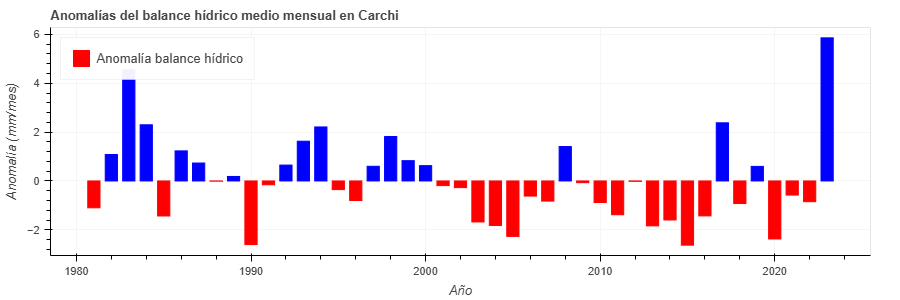 Anomalías del balance hídrico medio mensual en Carchi
Anomalía balance hídrico
Anomalía (mm/mes)
6
4
2
0
−2
1980
1990
2000
2010
2020
Año